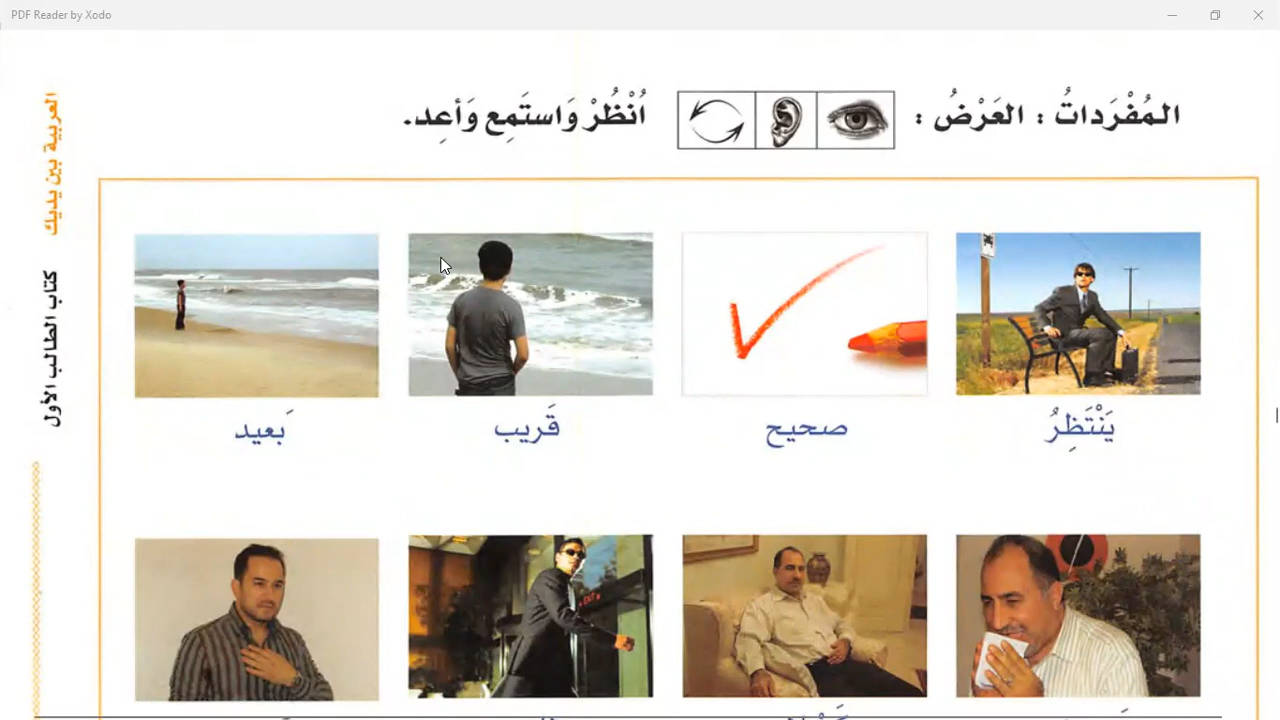 PDF Reader by Xodo
المُفْرَداتُ : العَرْضُ : اُنْظُرْ وَاستَمِع وَأعِد.
يَنْتَظِرُ
صحيح
قَريب
بَعيد
العربية بين يديك
كتاب الطالب الأول